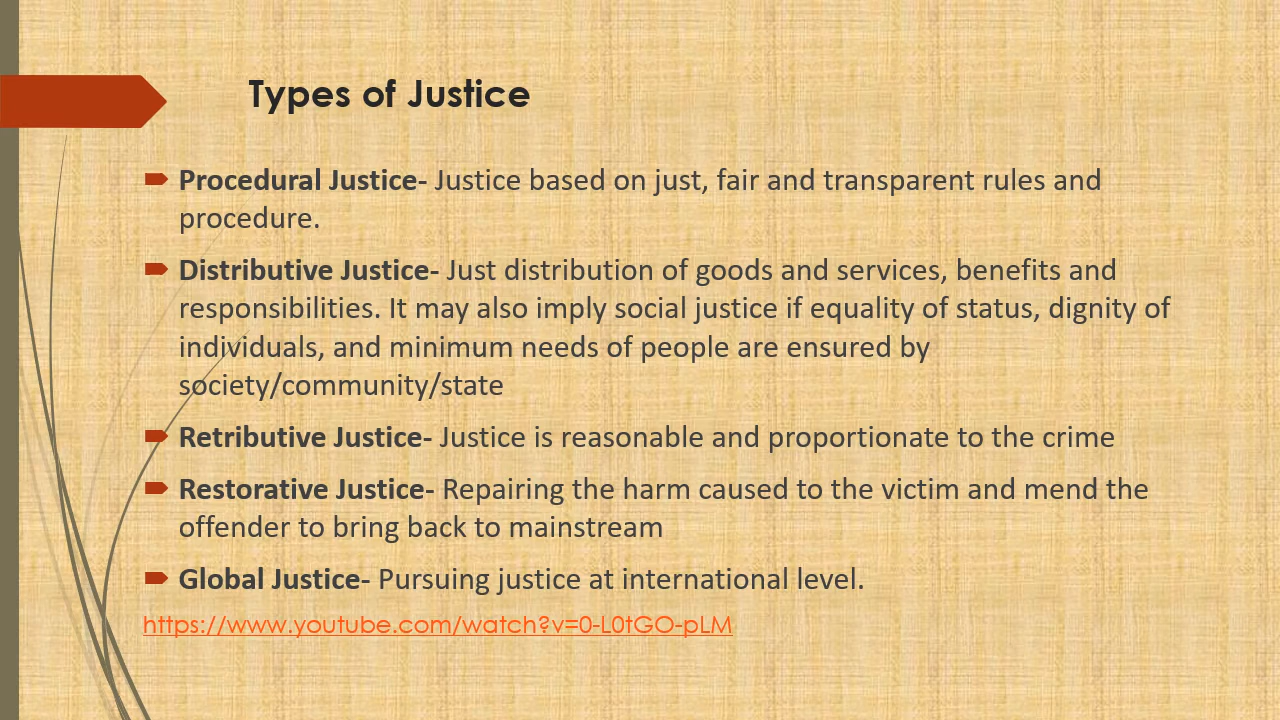 Types of Justice
Procedural Justice- Justice based on just, fair and transparent rules and
procedure.
Distributive Justice- Just distribution of goods and services, benefits and
responsibilities. It may also imply social justice if equality of status, dignity of
individuals, and minimum needs of people are ensured by
society/community/state
Retributive Justice- Justice is reasonable and proportionate to the crime
Restorative Justice- Repairing the harm caused to the victim and mend the
offender to bring back to mainstream
Global Justice- Pursuing justice at international level.
https://www.youtube.com/watch?v=0-L0tGO-pLM